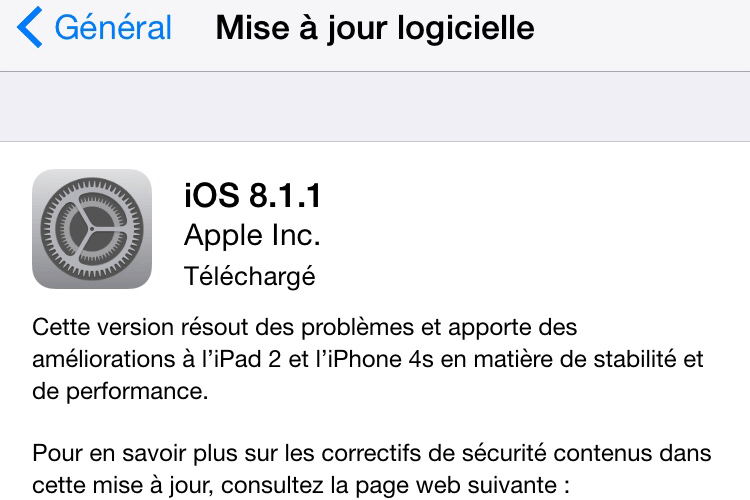 Général Mise à jour logicielle
iOS 8.1.1
Apple Inc.
Téléchargé
Cette version résout des problèmes et apporte des
améliorations à l’iPad 2 et l’iPhone 4s en matière de stabilité et
de performance.
Pour en savoir plus sur les correctifs de sécurité contenus dans
cette mise à jour, consultez la page web suivante :